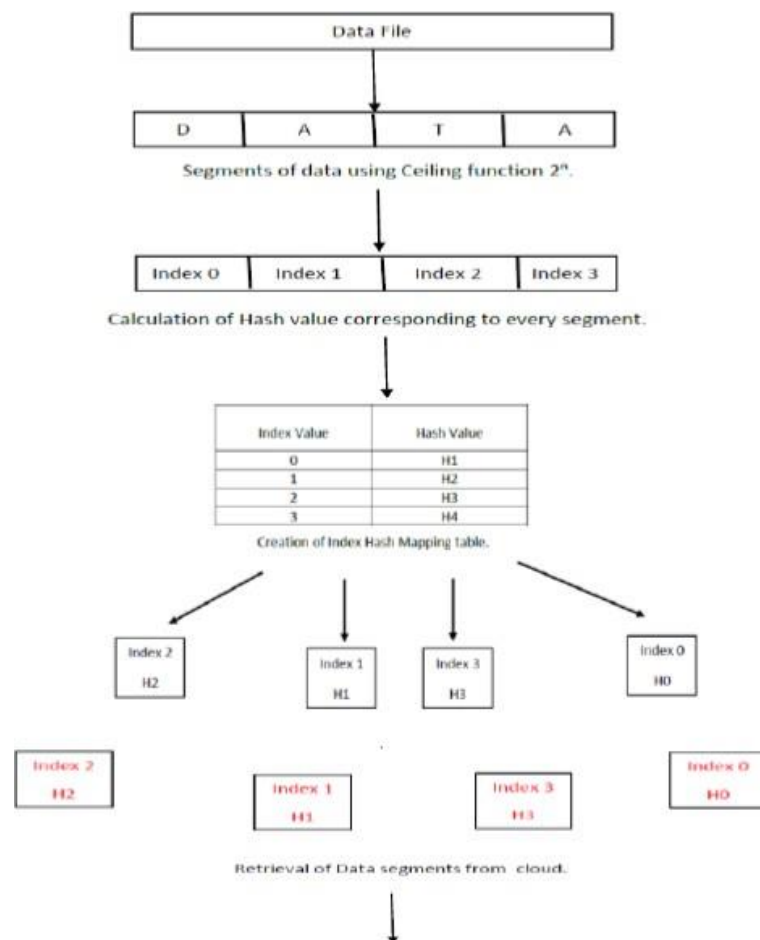 Data File
D A T A
Segments of data using Ceiling function 2ⁿ.
Index 0 Index 1 Index 2 Index 3
Calculation of Hash value corresponding to every segment.
Index Value Hash Value
0 H1
1 H2
2 H3
3 H4
Creation of Index Hash Mapping table.
Index 2
H2
Index 1
H1
Index 3
H3
Index 0
H0
Index 2
H2
Index 1
H1
Index 3
H3
Index 0
H0
Retrieval of Data segments from cloud.